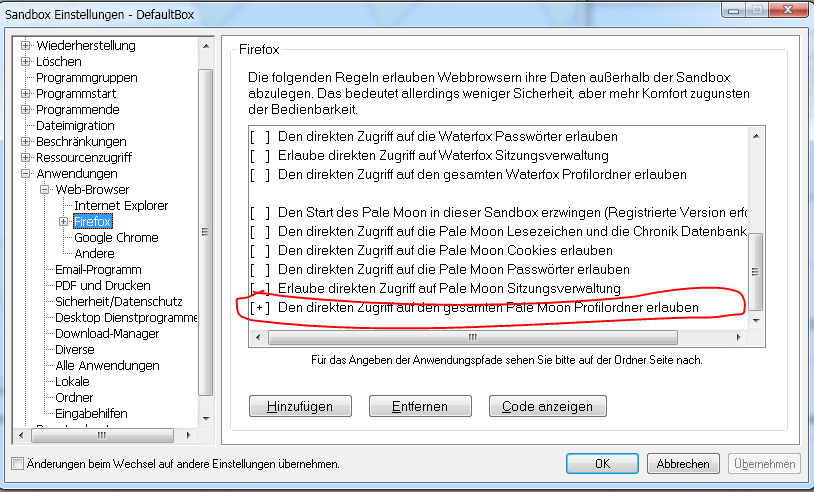 Sandbox Einstellungen - DefaultBox
Wiederherstellung
Löschen
Programmgruppen
Programmstart
Programmende
Dateimigration
Beschränkungen
Ressourcenzugriff
Anwendungen
Web-Browser
Internet Explorer
Firefox
Google Chrome
Andere
Email-Programm
PDF und Drucken
Sicherheit/Datenschutz
Desktop Dienstprogramme
Download-Manager
Diverse
Alle Anwendungen
Lokale
Ordner
Eingabehilfen
Firefox
Die folgenden Regeln erlauben Webbrowsern ihre Daten außerhalb der Sandbox
abzulegen. Das bedeutet allerdings weniger Sicherheit, aber mehr Komfort zugunsten
der Bedienbarkeit.
[ ] Den direkten Zugriff auf die Waterfox Passwörter erlauben
[ ] Erlaube direkten Zugriff auf Waterfox Sitzungsverwaltung
[ ] Den direkten Zugriff auf den gesamten Waterfox Profilordner erlauben
[ ] Den Start des Pale Moon in dieser Sandbox erzwingen (Registrierte Version erfo
[ ] Den direkten Zugriff auf die Pale Moon Lesezeichen und die Chronik Datenbank
[ ] Den direkten Zugriff auf die Pale Moon Cookies erlauben
[ ] Den direkten Zugriff auf die Pale Moon Passwörter erlauben
[ ] Erlaube direkten Zugriff auf Pale Moon Sitzungsverwaltung
[+] Den direkten Zugriff auf den gesamten Pale Moon Profilordner erlauben
Für das Angeben der Anwendungspfade sehen Sie bitte auf der Ordner Seite nach.
Hinzufügen
Entfernen
Code anzeigen
Änderungen beim Wechsel auf andere Einstellungen übernehmen.
OK
Abbrechen
Übernehmen